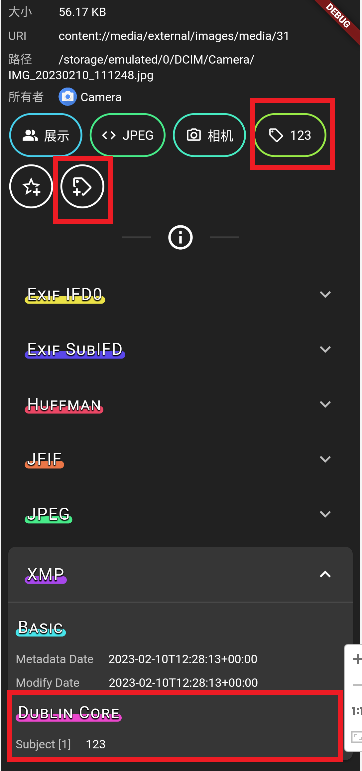 大小 56.17 KB
DEBUG
URI content://media/external/images/media/31
路径 /storage/emulated/0/DCIM/Camera/
IMG_20230210_111248.jpg
所有者 Camera
展示 JPEG 相机 123
Exif IFD0
Exif SubIFD
Huffman
JFIF
JPEG
XMP
Basic
Metadata Date 2023-02-10T12:28:13+00:00
Modify Date 2023-02-10T12:28:13+00:00
1:1
Dublin Core
Subject [1] 123